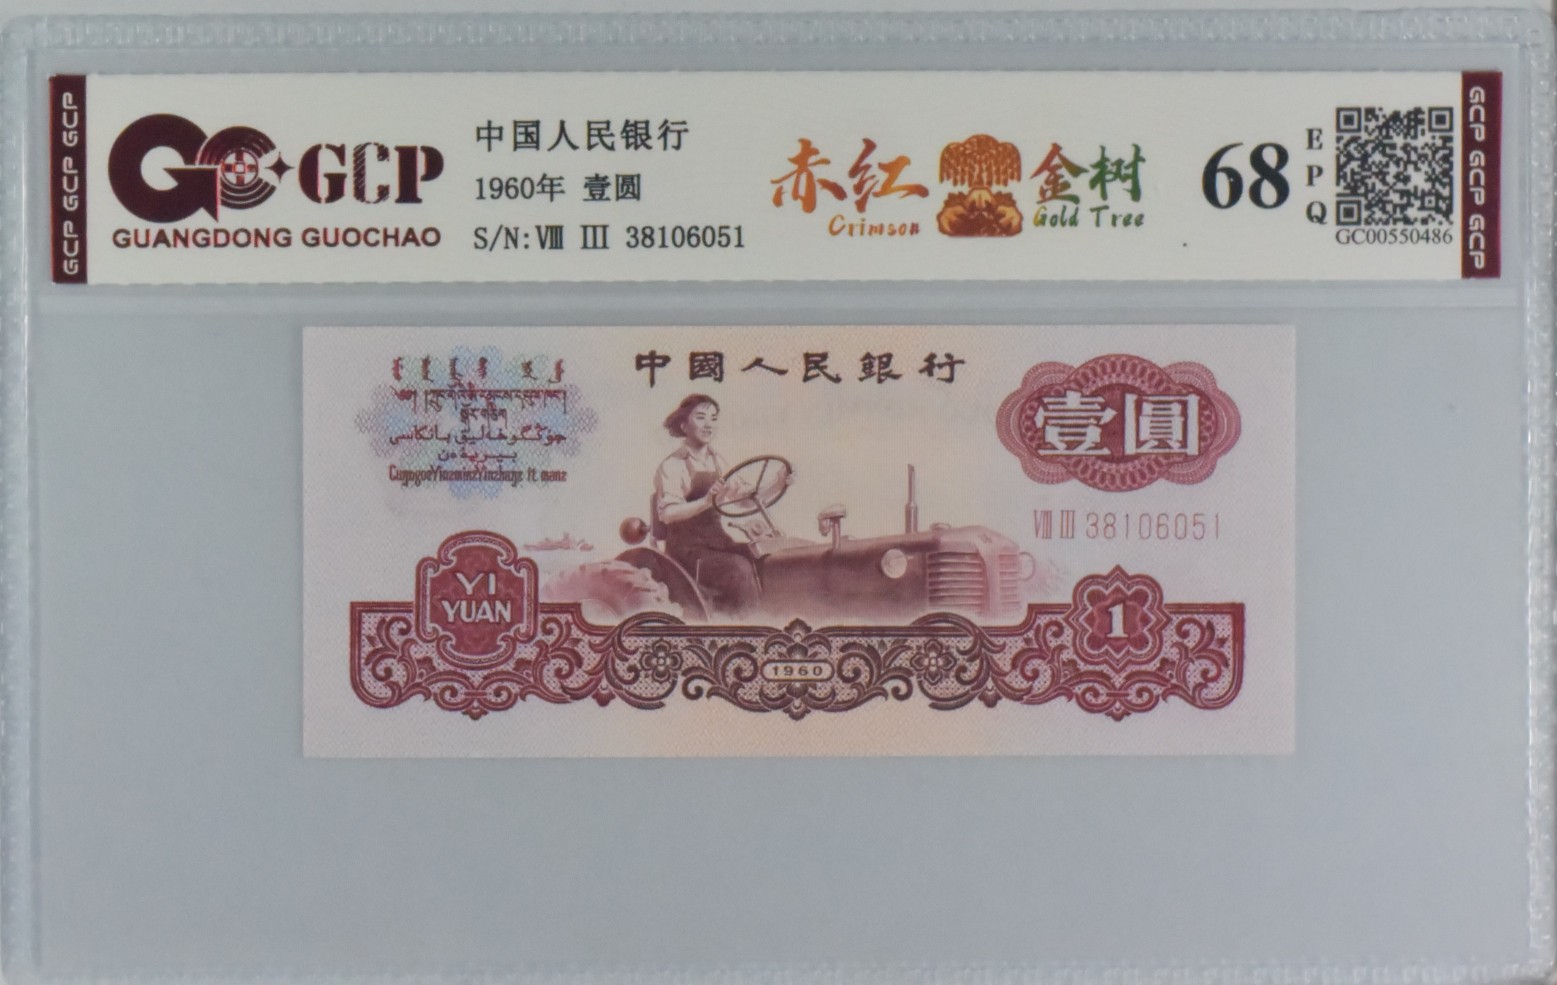 GCP GCP GCP
GCP
GUANGDONG GUOCHAO
中国人民银行
1960年 壹圆
S/N: Ⅷ Ⅲ 38106051
赤红 金树
Crimson Gold Tree
68
EPQ
GC00550486
GCP GCP GCP
中國人民銀行
壹圓
Ⅷ Ⅲ 38106051
YI
YUAN
1
1960